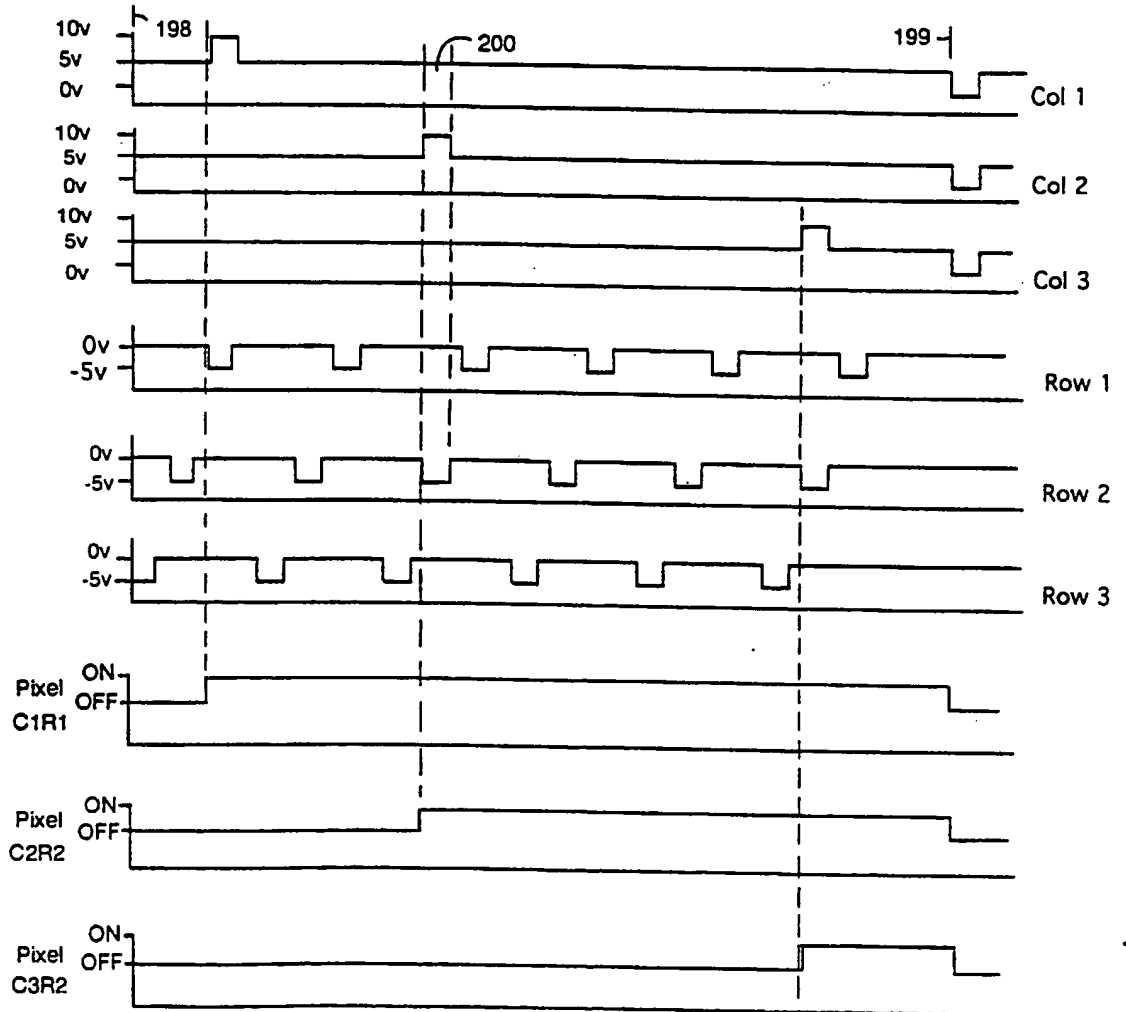 198
10v
5v
0v
200
199
Col 1
10v
5v
0v
Col 2
10v
5v
0v
Col 3
0v
-5v
Row 1
0v
-5v
Row 2
0v
-5v
Row 3
ON
Pixel OFF
C1R1
ON
Pixel OFF
C2R2
ON
Pixel OFF
C3R2